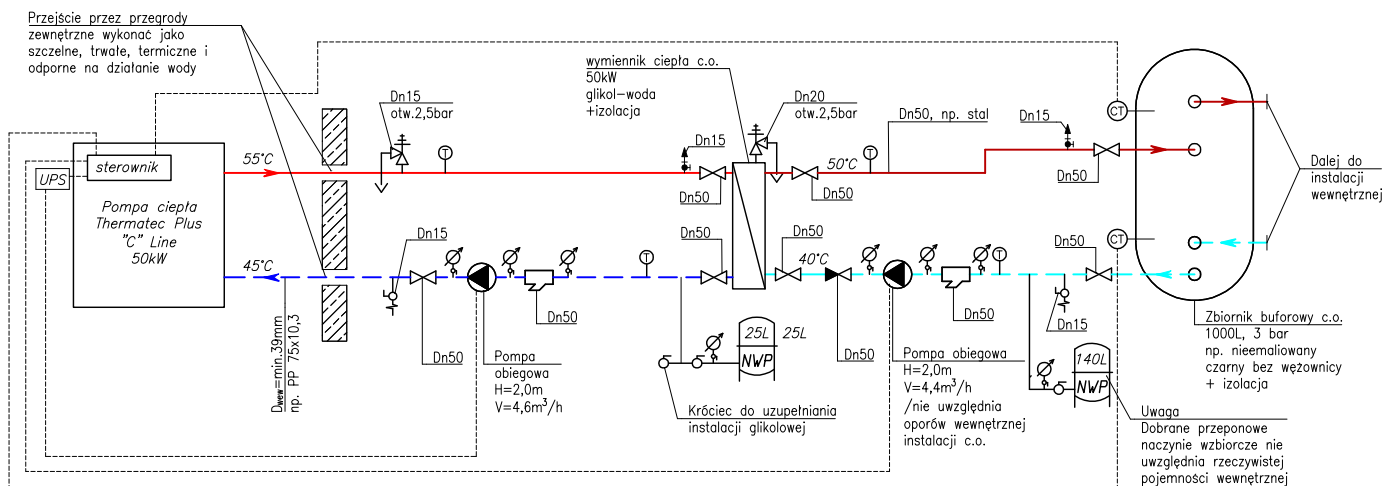 Przejście przez przegrody
zewnętrzne wykonać jako
szczelne, trwałe, termiczne i
odporne na działanie wody
sterownik
UPS
Pompa ciepła
Thermatec Plus
"C" Line
50kW
55°C
45°C
Dwew=min.39mm
np. PP 75x10,3
Dn15
otw.2,5bar
T
Dn15
Dn50
Dn50
Pompa
obiegowa
H=2,0m
V=4,6m³/h
Dn50
T
Dn15
Dn50
Dn50
wymiennik ciepła c.o.
50kW
glikol-woda
+izolacja
Dn20
otw.2,5bar
50°C
Dn50
T
Dn50, np. stal
Dn50
40°C
Dn50
25L
25L
NWP
Króciec do uzupełniania
instalacji glikolowej
Pompa obiegowa
H=2,0m
V=4,4m³/h
/nie uwzględnia
oporów wewnętrznej
instalacji c.o.
Dn50
T
Dn15
Dn50
CT
CT
Dn50
Dn15
140L
NWP
Dalej do
instalacji
wewnętrznej
Zbiornik buforowy c.o.
1000L, 3 bar
np. nieemaliowany
czarny bez wężownicy
+ izolacja
Uwaga
Dobrane przeponowe
naczynie wzbiorcze nie
uwzględnia rzeczywistej
pojemności wewnętrznej